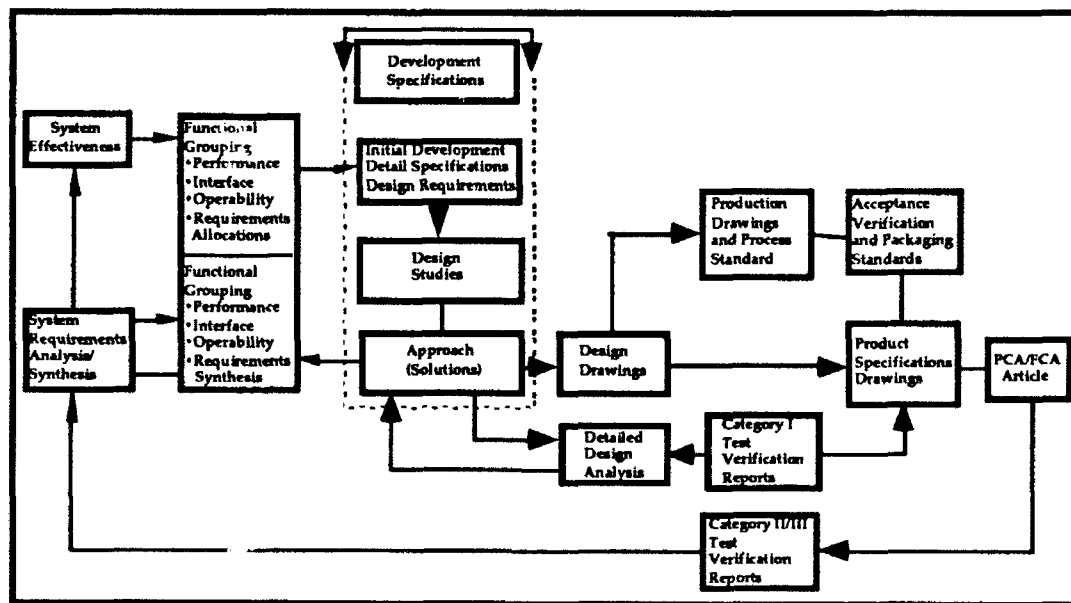 Development
Specifications
System
Effectiveness
Functional
Grouping
•Performance
•Interface
•Operability
•Requirements
Allocations
Functional
Grouping
•Performance
•Interface
•Operability
•Requirements
Synthesis
System
Requirements
Analysis/
Synthesis
Initial Development
Detail Specifications
Design Requirements
Design
Studies
Approach
(Solutions)
Design
Drawings
Detailed
Design
Analysis
Production
Drawings
and Process
Standard
Acceptance
Verification
and Packaging
Standards
Product
Specifications
Drawings
PCA/FCA
Article
Category I
Test
Verification
Reports
Category II/III
Test
Verification
Reports